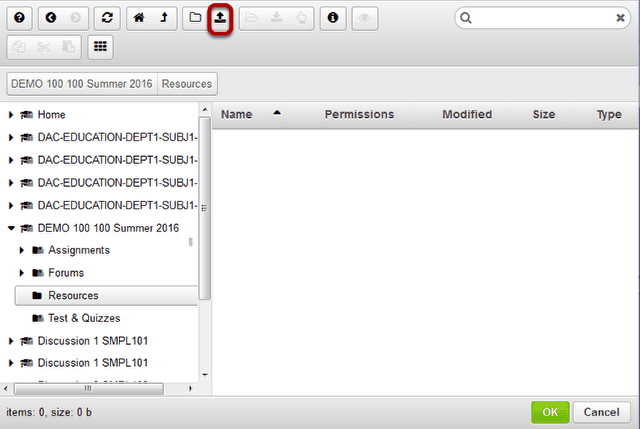 DEMO 100 100 Summer 2016 Resources
Name Permissions Modified Size Type
Home
DAC-EDUCATION-DEPT1-SUBJ1-
DAC-EDUCATION-DEPT1-SUBJ1-
DAC-EDUCATION-DEPT1-SUBJ1-
DAC-EDUCATION-DEPT1-SUBJ1-
DEMO 100 100 Summer 2016
Assignments
Forums
Resources
Test & Quizzes
Discussion 1 SMPL101
Discussion 1 SMPL101
items: 0, size: 0 b
OK Cancel